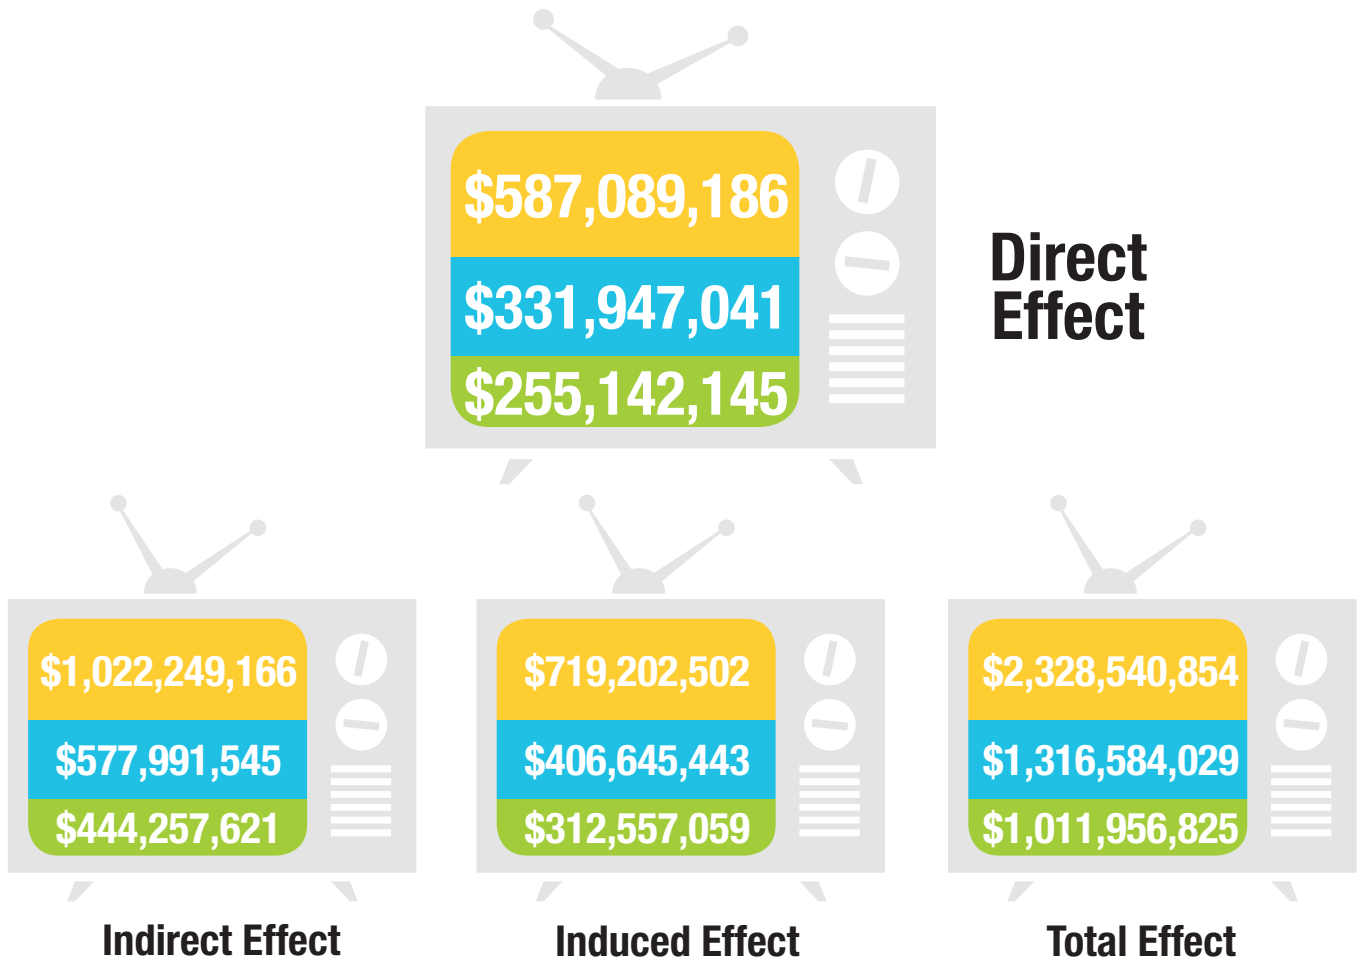 $587,089,186
$331,947,041
$255,142,145
Direct
Effect
$1,022,249,166
$577,991,545
$444,257,621
Indirect Effect
$719,202,502
$406,645,443
$312,557,059
Induced Effect
$2,328,540,854
$1,316,584,029
$1,011,956,825
Total Effect